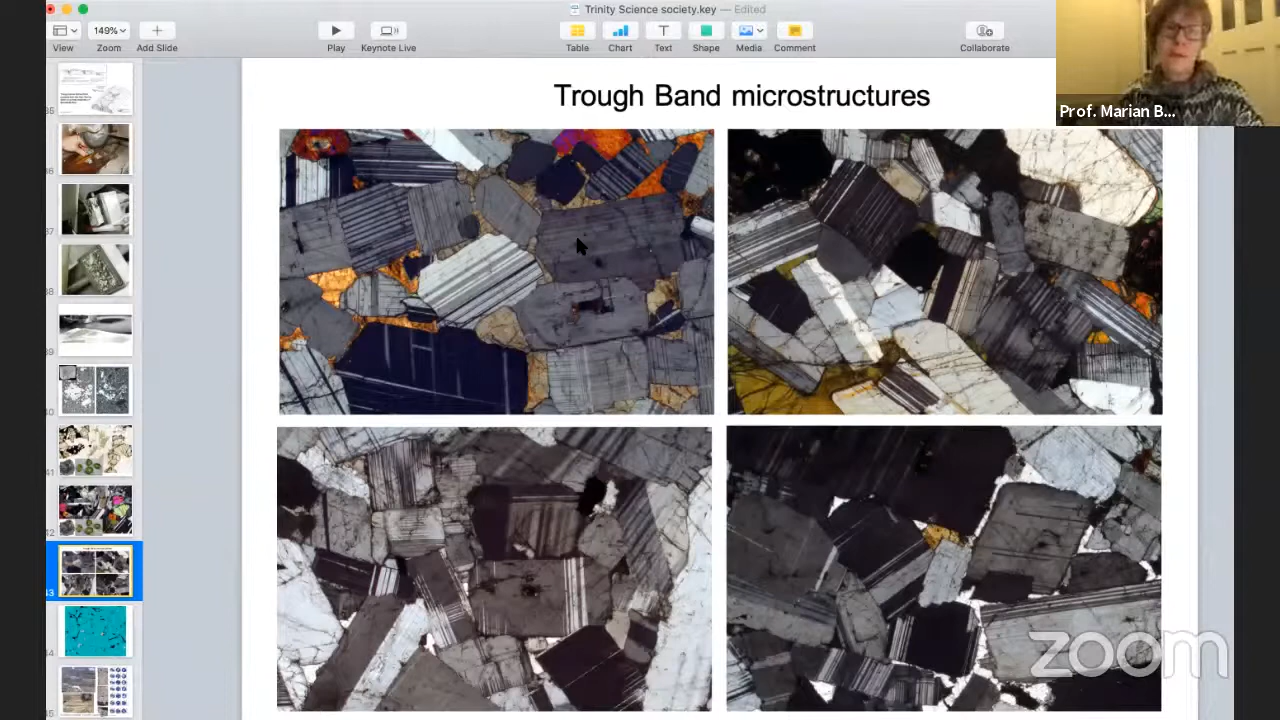 Trinity Science society.key — Edited
149%
View
Zoom
Add Slide
Play
Keynote Live
Table
Chart
Text
Shape
Media
Comment
Collaborate
Prof. Marian B...
Trough Band microstructures
zoom